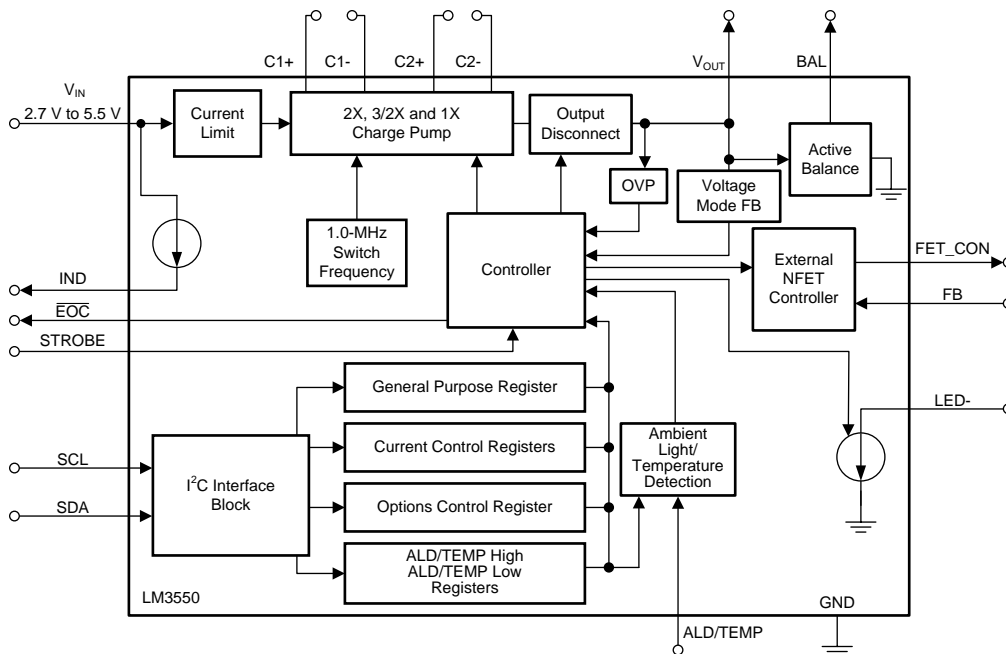 C1+
C1-
C2+
C2-
V_OUT
BAL
V_IN
2.7 V to 5.5 V
Current
Limit
2X, 3/2X and 1X
Charge Pump
Output
Disconnect
Active
Balance
OVP
Voltage
Mode FB
1.0-MHz
Switch
Frequency
Controller
External
NFET
Controller
FET_CON
FB
IND
EOC
STROBE
General Purpose Register
LED-
Current Control Registers
Ambient
Light/
Temperature
Detection
SCL
I²C Interface
Block
SDA
Options Control Register
ALD/TEMP High
ALD/TEMP Low
Registers
LM3550
GND
ALD/TEMP